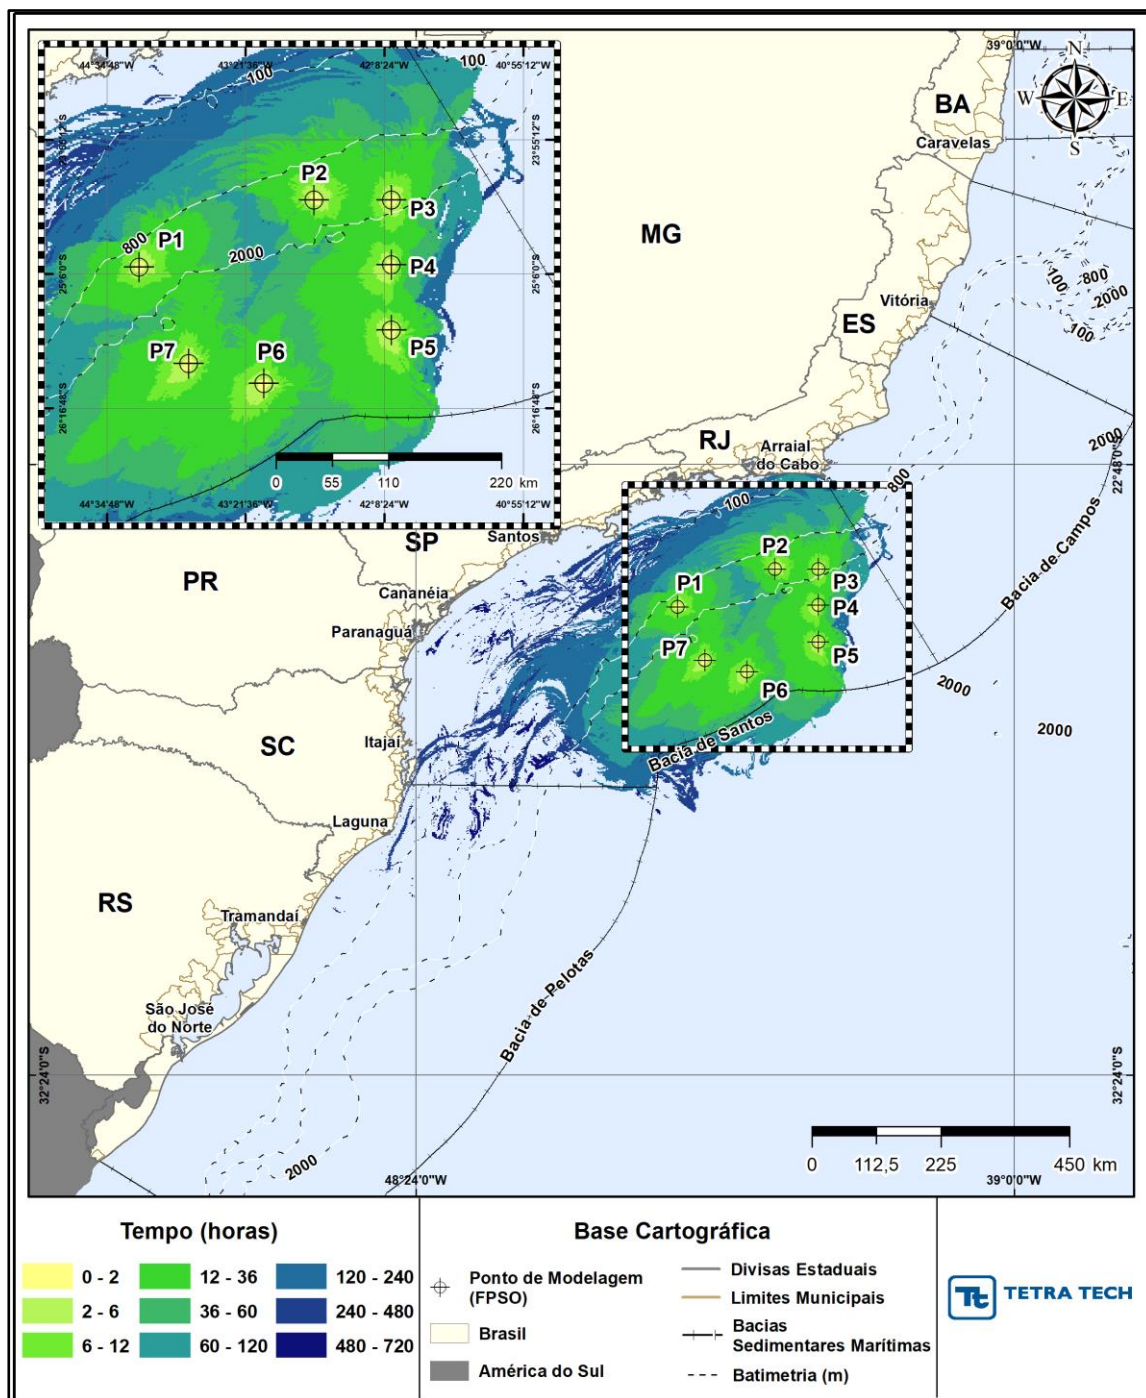 39°0'0"W
44°34'48"W
43°21'36"W
42°8'24"W
40°55'12"W
100
100
N
W
E
S
BA
Caravelas
23°55'12"S
23°55'12"S
P2
P3
P1
800
2000
MG
25°6'0"S
25°6'0"S
P4
100
800
2000
100
Vitória
ES
P5
P7
P6
26°16'48"S
26°16'48"S
RJ
Arraial
do Cabo
2000
22°48'0"S
0
55
110
220 km
44°34'48"W
43°21'36"W
42°8'24"W
40°55'12"W
800
100
SP
Santos
PR
Cananéia
Paranaguá
P2
P3
P1
P4
P7
P5
P6
Bacia de Campos
2000
2000
Bacia de Santos
SC
Itajaí
Laguna
RS
Tramandaí
São José
do Norte
Bacia de Pelotas
32°24'0"S
32°24'0"S
2000
0
112,5
225
450 km
48°24'0"W
39°0'0"W
Tempo (horas)
0 - 2
12 - 36
120 - 240
2 - 6
36 - 60
240 - 480
6 - 12
60 - 120
480 - 720
Base Cartográfica
Ponto de Modelagem
(FPSO)
Brasil
América do Sul
Divisas Estaduais
Limites Municipais
Bacias
Sedimentares Marítimas
Batimetria (m)
Tt
TETRA TECH